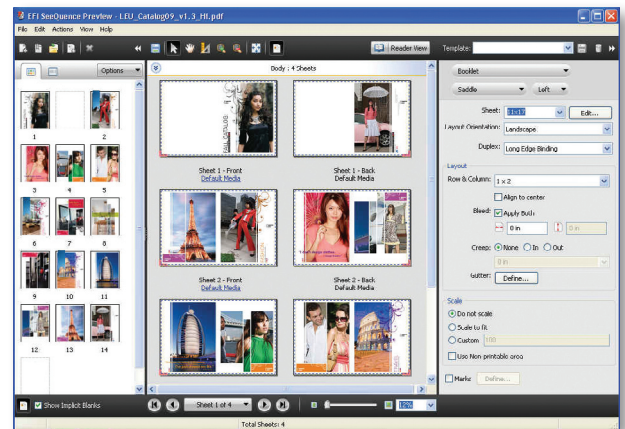 EFI SeeQuence Preview - LEU_Catalog09_v1.3_HI.pdf
File Edit Actions View Help
Reader View
Template:
Options
Body : 4 Sheets
Booklet
Saddle
Left
Sheet: 11x17 Edit...
Layout Orientation: Landscape
Duplex: Long Edge Binding
Layout
Row & Column: 1 x 2
Align to center
Bleed: Apply Both
0 in
0 in
Creep: None In Out
0 in
Gutter: Define...
Scale
Do not scale
Scale to fit
Custom 100
Use Non-printable area
Marks Define...
1 2
3 4 5
6 7 8
9 10 11
12 13 14
Sheet 1 - Front
Default Media
Sheet 1 - Back
Default Media
Sheet 2 - Front
Default Media
Sheet 2 - Back
Default Media
Show Implicit Blanks
Sheet 1 of 4
12%
Total Sheets: 4